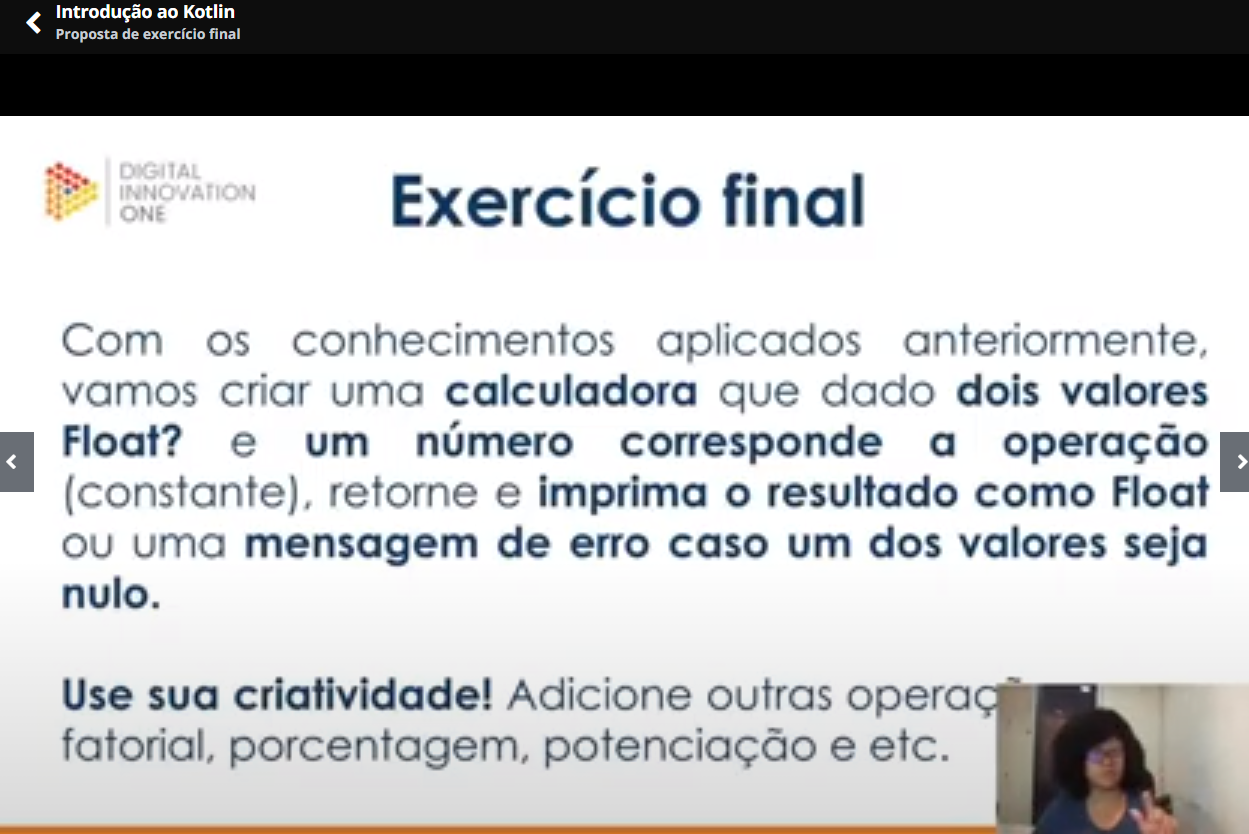 Introdução ao Kotlin
Proposta de exercício final
DIGITAL
INNOVATION
ONE
Exercício final
Com os conhecimentos aplicados anteriormente,
vamos criar uma calculadora que dado dois valores
Float? e um número corresponde a operação
(constante), retorne e imprima o resultado como Float
ou uma mensagem de erro caso um dos valores seja
nulo.
Use sua criatividade! Adicione outras
fatorial, porcentagem, potenciação e etc.